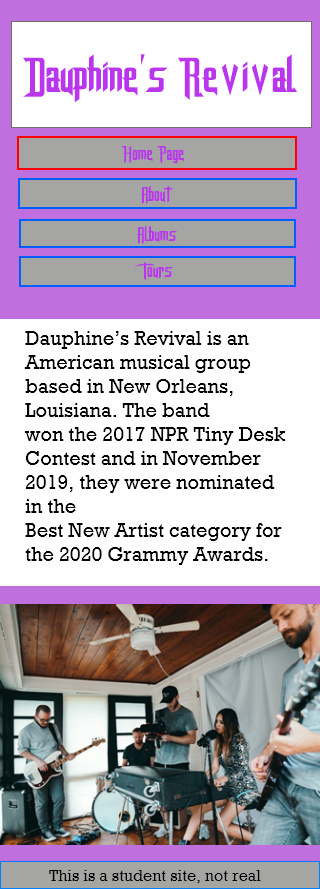 Dauphine's Revival
Home Page
About
Albums
Tours
Dauphine’s Revival is an
American musical group
based in New Orleans,
Louisiana. The band
won the 2017 NPR Tiny Desk
Contest and in November
2019, they were nominated
in the
Best New Artist category for
the 2020 Grammy Awards.
This is a student site, not real